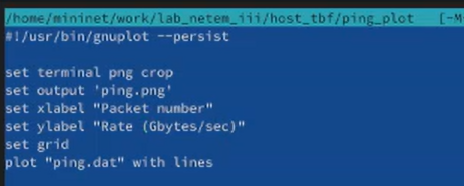 /home/mininet/work/lab_netem_iii/host_tbf/ping_plot [-M
#!/usr/bin/gnuplot --persist
set terminal png crop
set output 'ping.png'
set xlabel "Packet number"
set ylabel "Rate (Gbytes/sec)"
set grid
plot "ping.dat" with lines